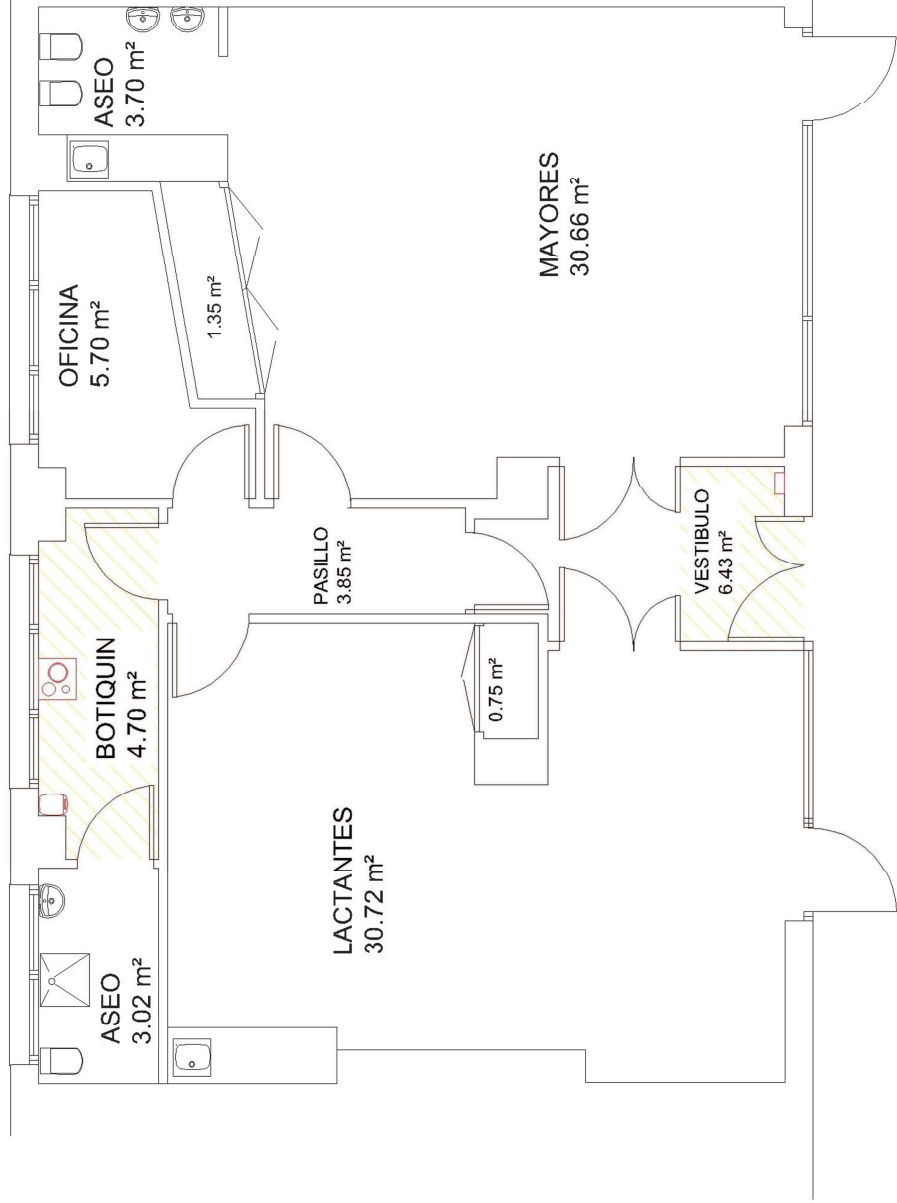 ASEO
3.70 m²
OFICINA
5.70 m²
1.35 m²
MAYORES
30.66 m²
BOTIQUIN
4.70 m²
PASILLO
3.85 m²
VESTIBULO
6.43 m²
0.75 m²
ASEO
3.02 m²
LACTANTES
30.72 m²